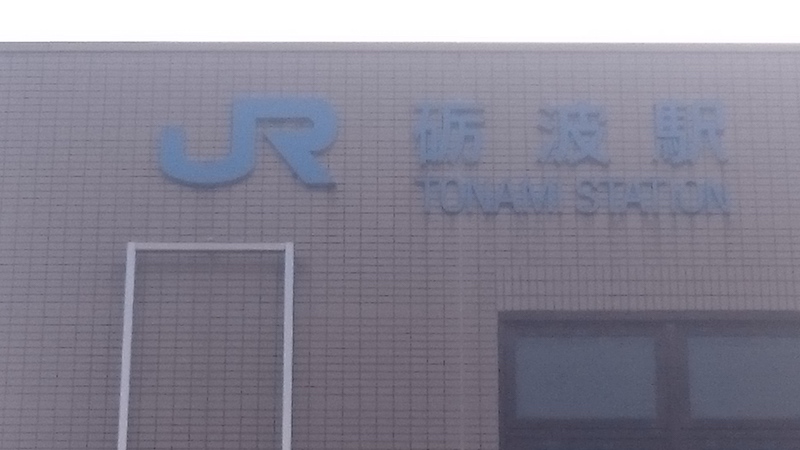 JR 砺波駅
TONAMI STATION